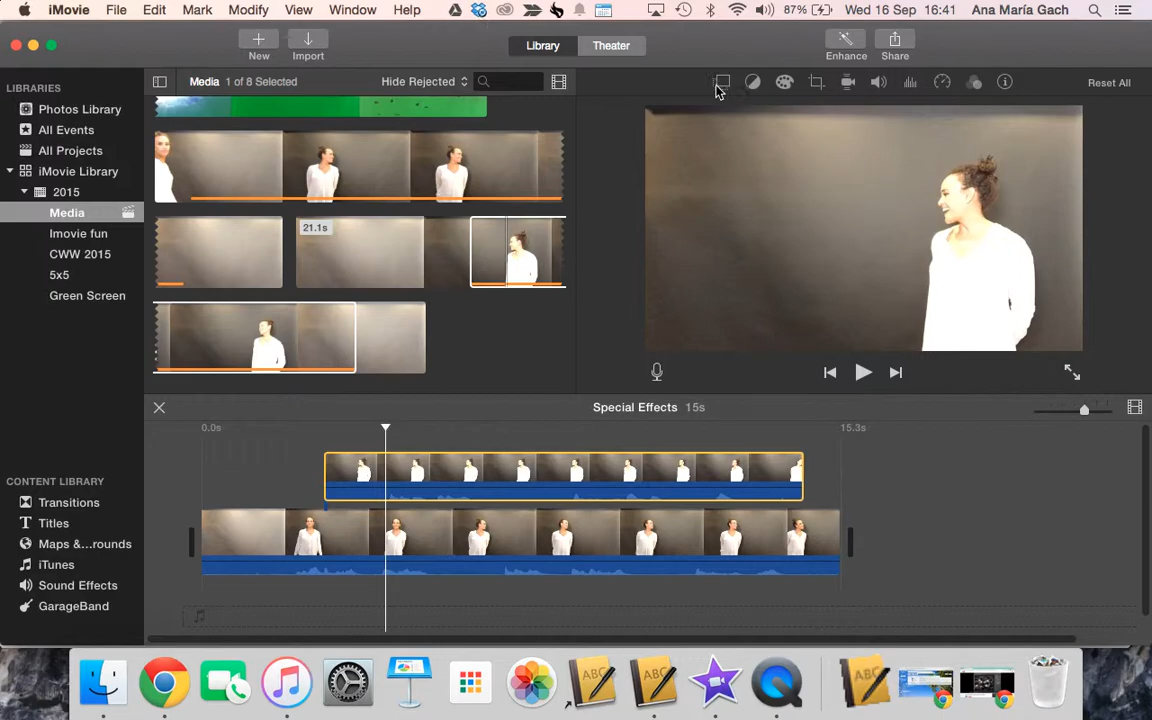 iMovie File Edit Mark Modify View Window Help 87% Wed 16 Sep 16:41 Ana María Gach
New Import Library Theater Enhance Share
LIBRARIES Media 1 of 8 Selected Hide Rejected Reset All
Photos Library
All Events
All Projects
iMovie Library
2015
Media
Imovie fun
CWW 2015
5x5
Green Screen
21.1s
Special Effects 15s
0.0s 15.3s
CONTENT LIBRARY
Transitions
T Titles
Maps &...rounds
iTunes
Sound Effects
GarageBand
ABC ABC ABC